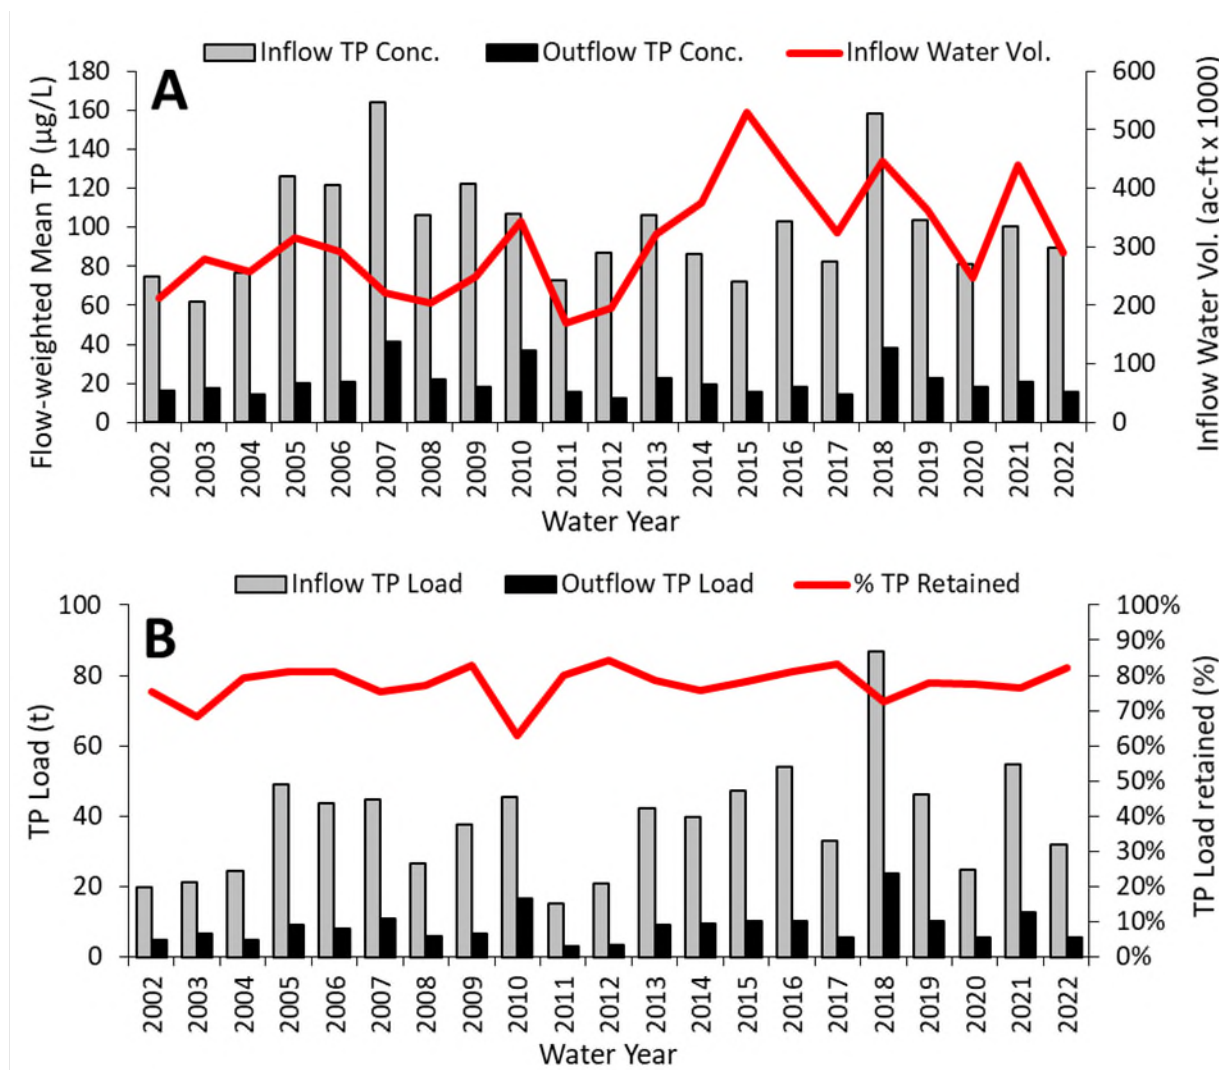 Inflow TP Conc. Outflow TP Conc. Inflow Water Vol.
A
Flow-weighted Mean TP (µg/L)
180
160
140
120
100
80
60
40
20
0
600
500
400
300
200
100
0
Inflow Water Vol. (ac-ft x 1000)
2002 2003 2004 2005 2006 2007 2008 2009 2010 2011 2012 2013 2014 2015 2016 2017 2018 2019 2020 2021 2022
Water Year
Inflow TP Load Outflow TP Load % TP Retained
B
TP Load (t)
100
80
60
40
20
0
100%
90%
80%
70%
60%
50%
40%
30%
20%
10%
0%
TP Load retained (%)
2002 2003 2004 2005 2006 2007 2008 2009 2010 2011 2012 2013 2014 2015 2016 2017 2018 2019 2020 2021 2022
Water Year